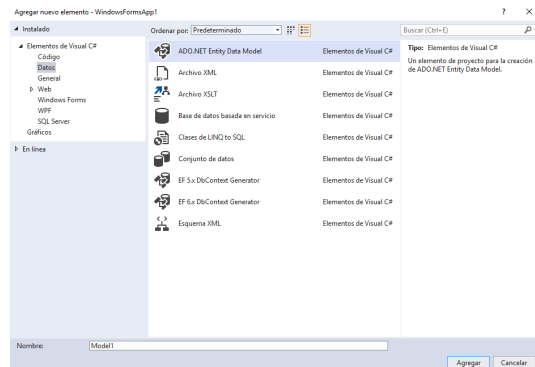 Agregar nuevo elemento - WindowsFormsApp1
? ×
Instalado
Ordenar por: Predeterminado
Buscar (Ctrl+E)
Elementos de Visual C#
Código
Datos
General
Web
Windows Forms
WPF
SQL Server
Gráficos
En línea
ADO.NET Entity Data Model Elementos de Visual C#
Archivo XML Elementos de Visual C#
Archivo XSLT Elementos de Visual C#
Base de datos basada en servicio Elementos de Visual C#
Clases de LINQ to SQL Elementos de Visual C#
Conjunto de datos Elementos de Visual C#
EF 5.x DbContext Generator Elementos de Visual C#
EF 6.x DbContext Generator Elementos de Visual C#
Esquema XML Elementos de Visual C#
Tipo: Elementos de Visual C#
Un elemento de proyecto para la creación
de ADO.NET Entity Data Model.
Nombre: Model1
Agregar Cancelar